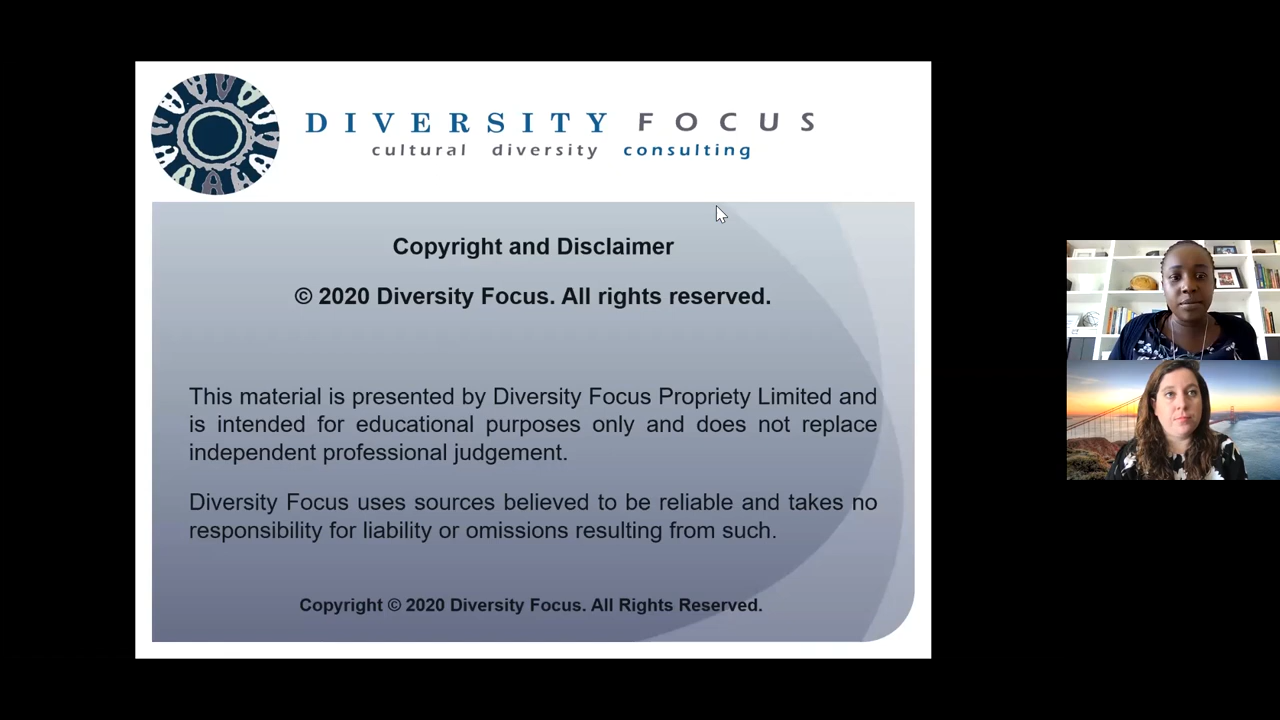 DIVERSITY FOCUS
cultural diversity consulting
Copyright and Disclaimer
© 2020 Diversity Focus. All rights reserved.
This material is presented by Diversity Focus Propriety Limited and
is intended for educational purposes only and does not replace
independent professional judgement.
Diversity Focus uses sources believed to be reliable and takes no
responsibility for liability or omissions resulting from such.
Copyright © 2020 Diversity Focus. All Rights Reserved.